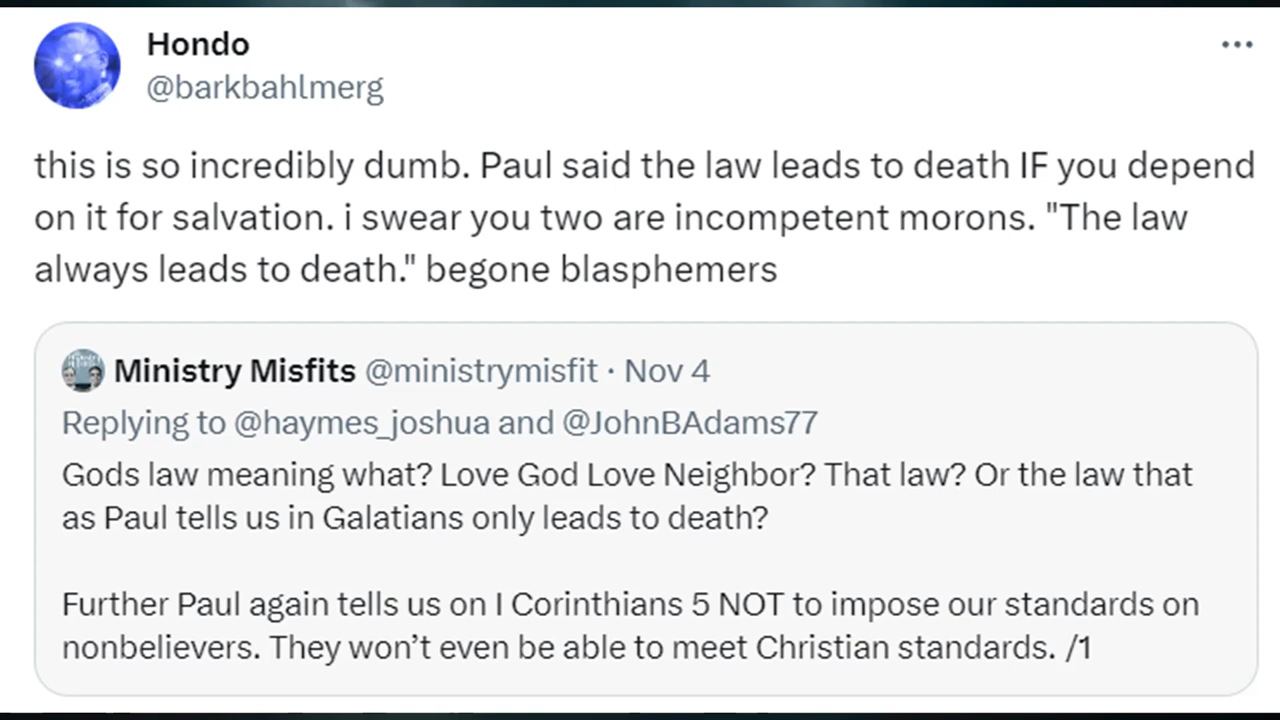 Hondo
@barkbahlmerg
this is so incredibly dumb. Paul said the law leads to death IF you depend
on it for salvation. i swear you two are incompetent morons. "The law
always leads to death." begone blasphemers
Ministry Misfits @ministrymisfit · Nov 4
Replying to @haymes_joshua and @JohnBAdams77
Gods law meaning what? Love God Love Neighbor? That law? Or the law that
as Paul tells us in Galatians only leads to death?
Further Paul again tells us on I Corinthians 5 NOT to impose our standards on
nonbelievers. They won’t even be able to meet Christian standards. /1